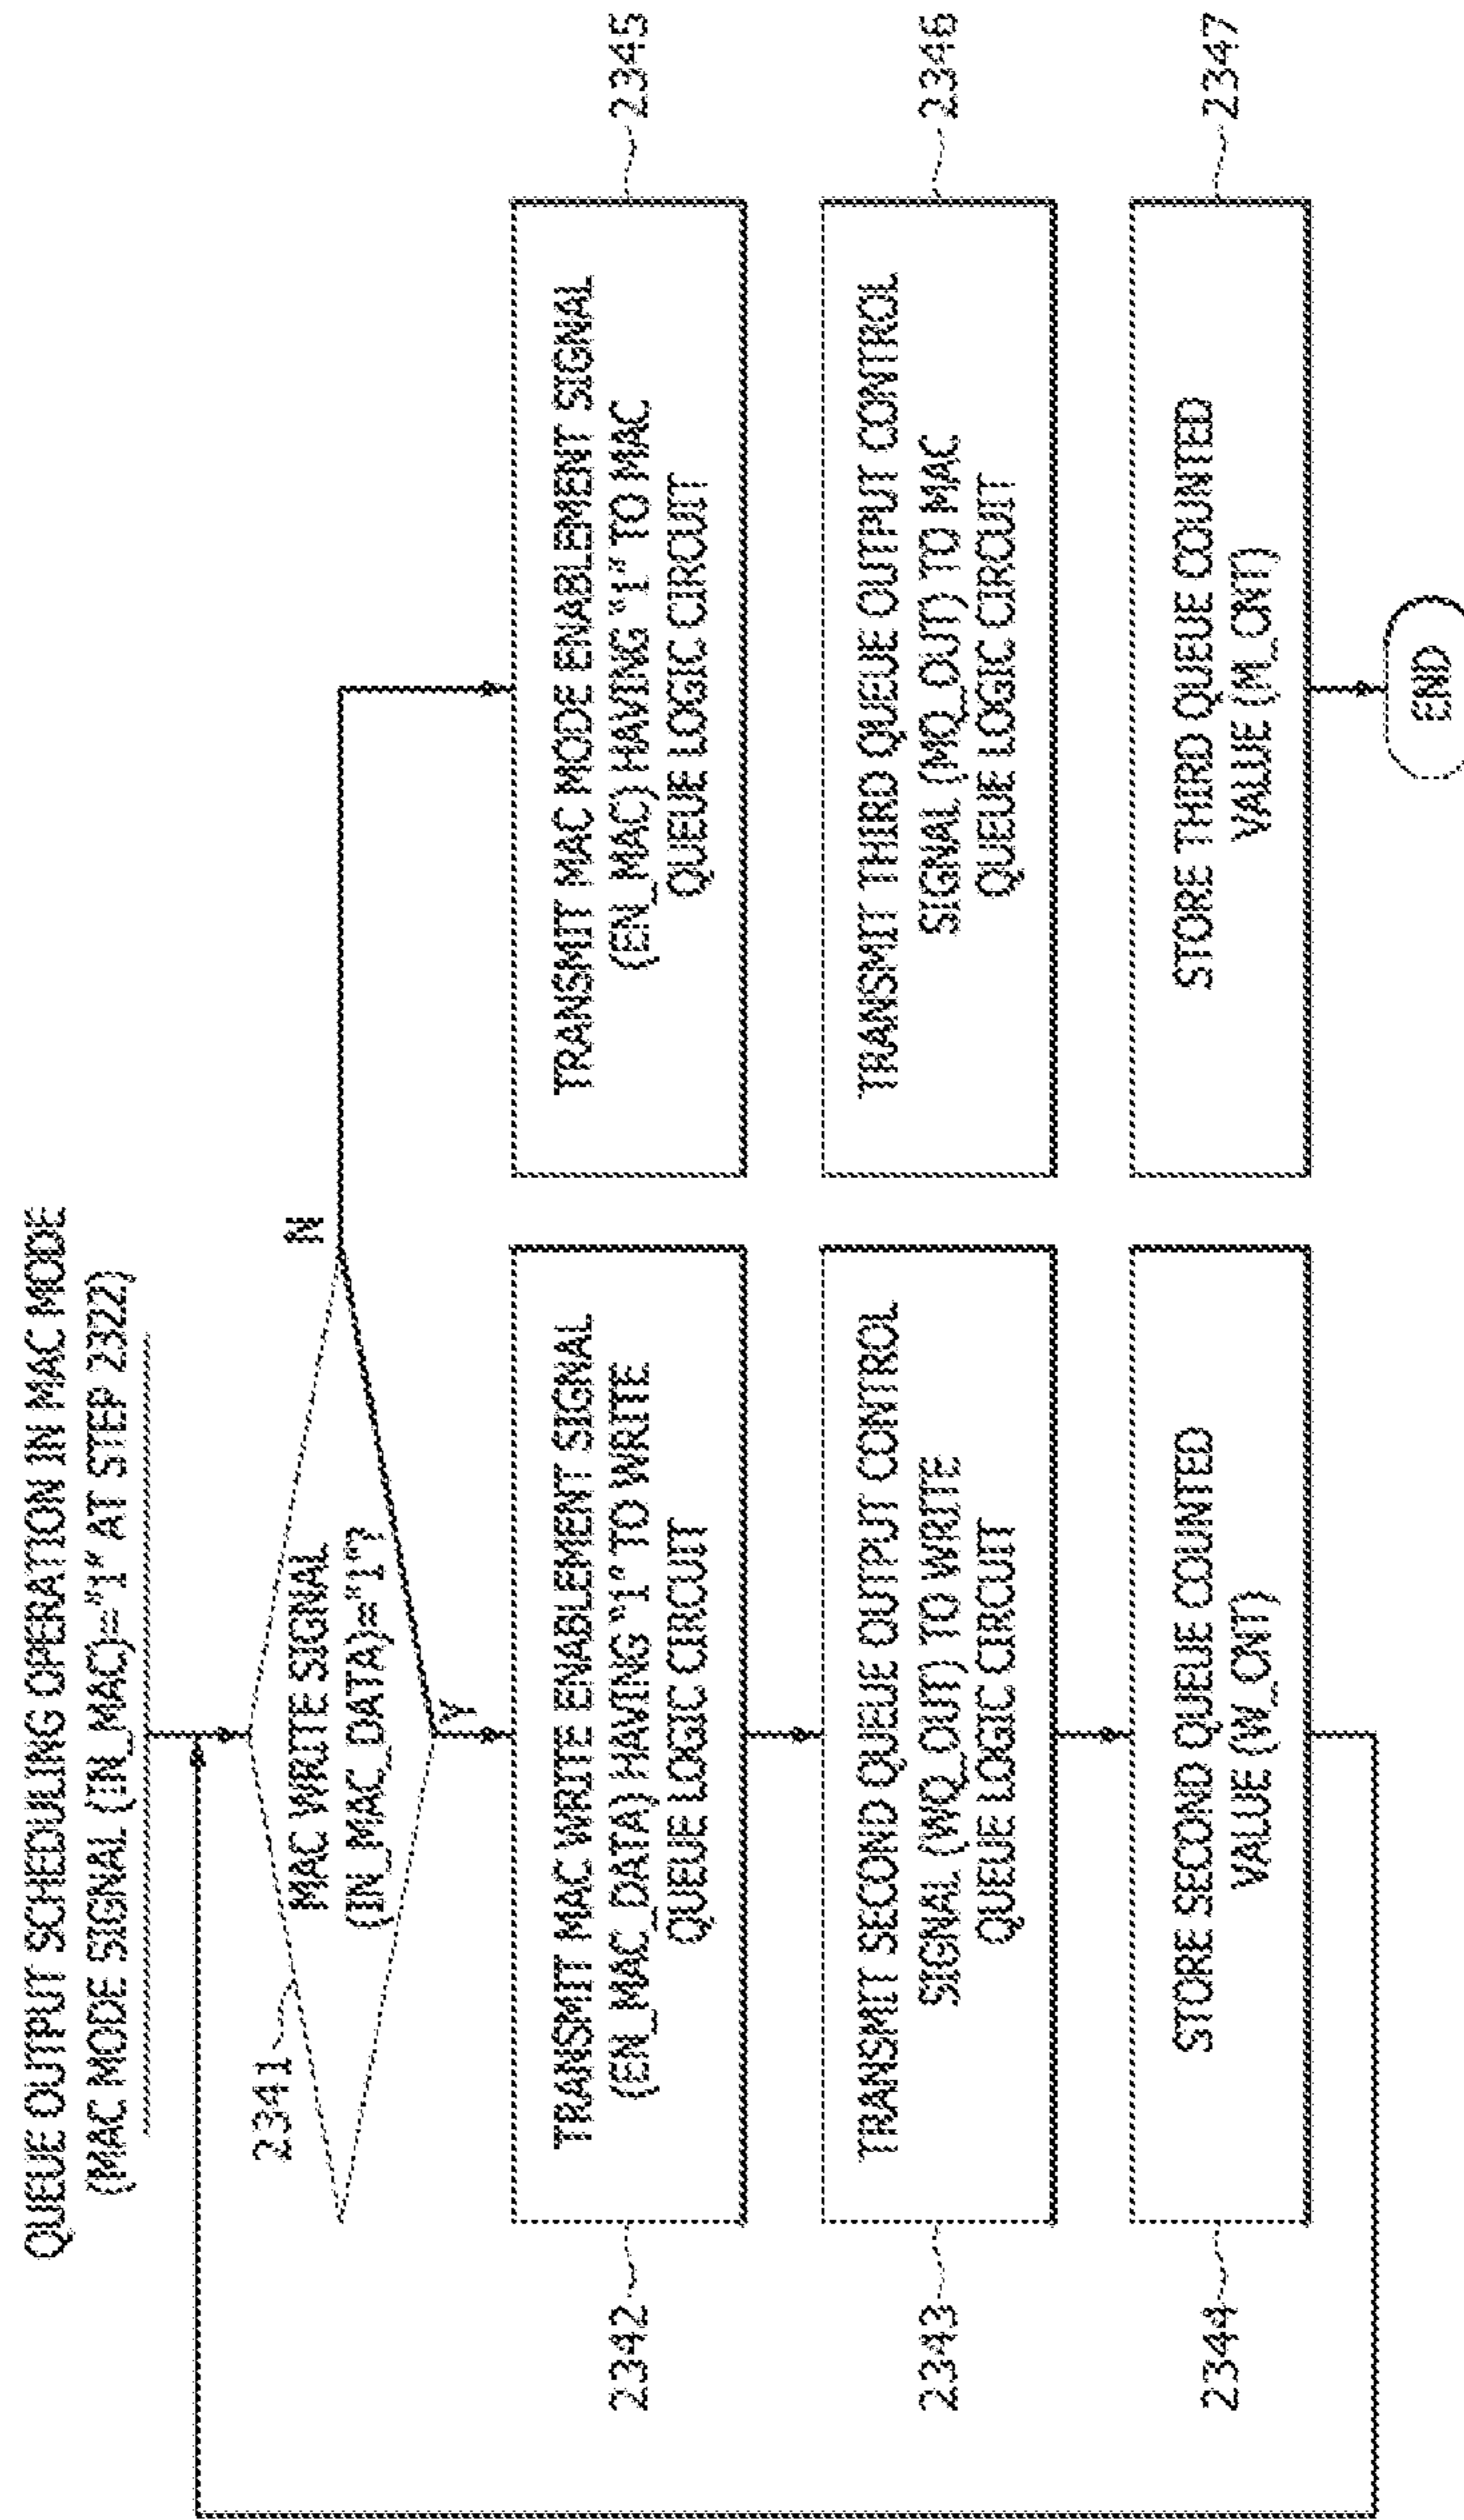 QUEUE OUTPUT SCHEDULING OPERATION IN MAC MODE
(MAC MODE SIGNAL (IN_MAC)="1" AT STEP 2322)
2341
MAC WRITE SIGNAL
(IN_MAC_DATA)="1"?
N
Y
2342
TRANSMIT MAC WRITE ENABLEMENT SIGNAL
(EN_MAC_DATA) HAVING "1" TO WRITE
QUEUE LOGIC CIRCUIT
2343
TRANSMIT SECOND QUEUE OUTPUT CONTROL
SIGNAL (WQ_OUT) TO WRITE
QUEUE LOGIC CIRCUIT
2344
STORE SECOND QUEUE COUNTED
VALUE (W_CNT)
TRANSMIT MAC MODE ENABLEMENT SIGNAL
(EN_MAC) HAVING "1" TO MAC
QUEUE LOGIC CIRCUIT
2345
TRANSMIT THIRD QUEUE OUTPUT CONTROL
SIGNAL (MQ_OUT) TO MAC
QUEUE LOGIC CIRCUIT
2346
STORE THIRD QUEUE COUNTED
VALUE (M_CNT)
2347
END